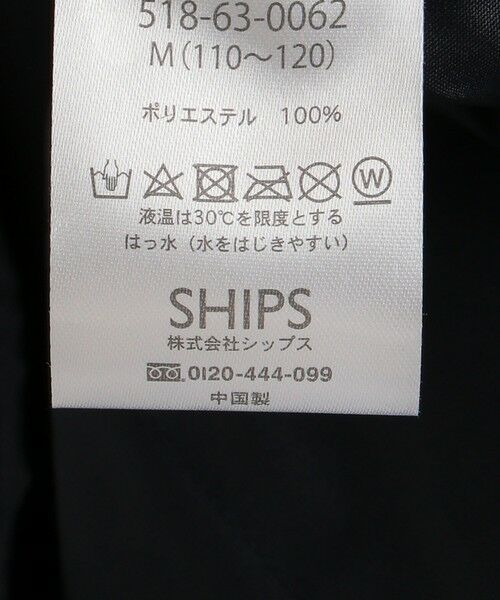 518-63-0062
M(110〜120)
ポリエステル 100%
W
液温は30℃を限度とする
はっ水（水をはじきやすい）
SHIPS
株式会社シップス
0120-444-099
中国製